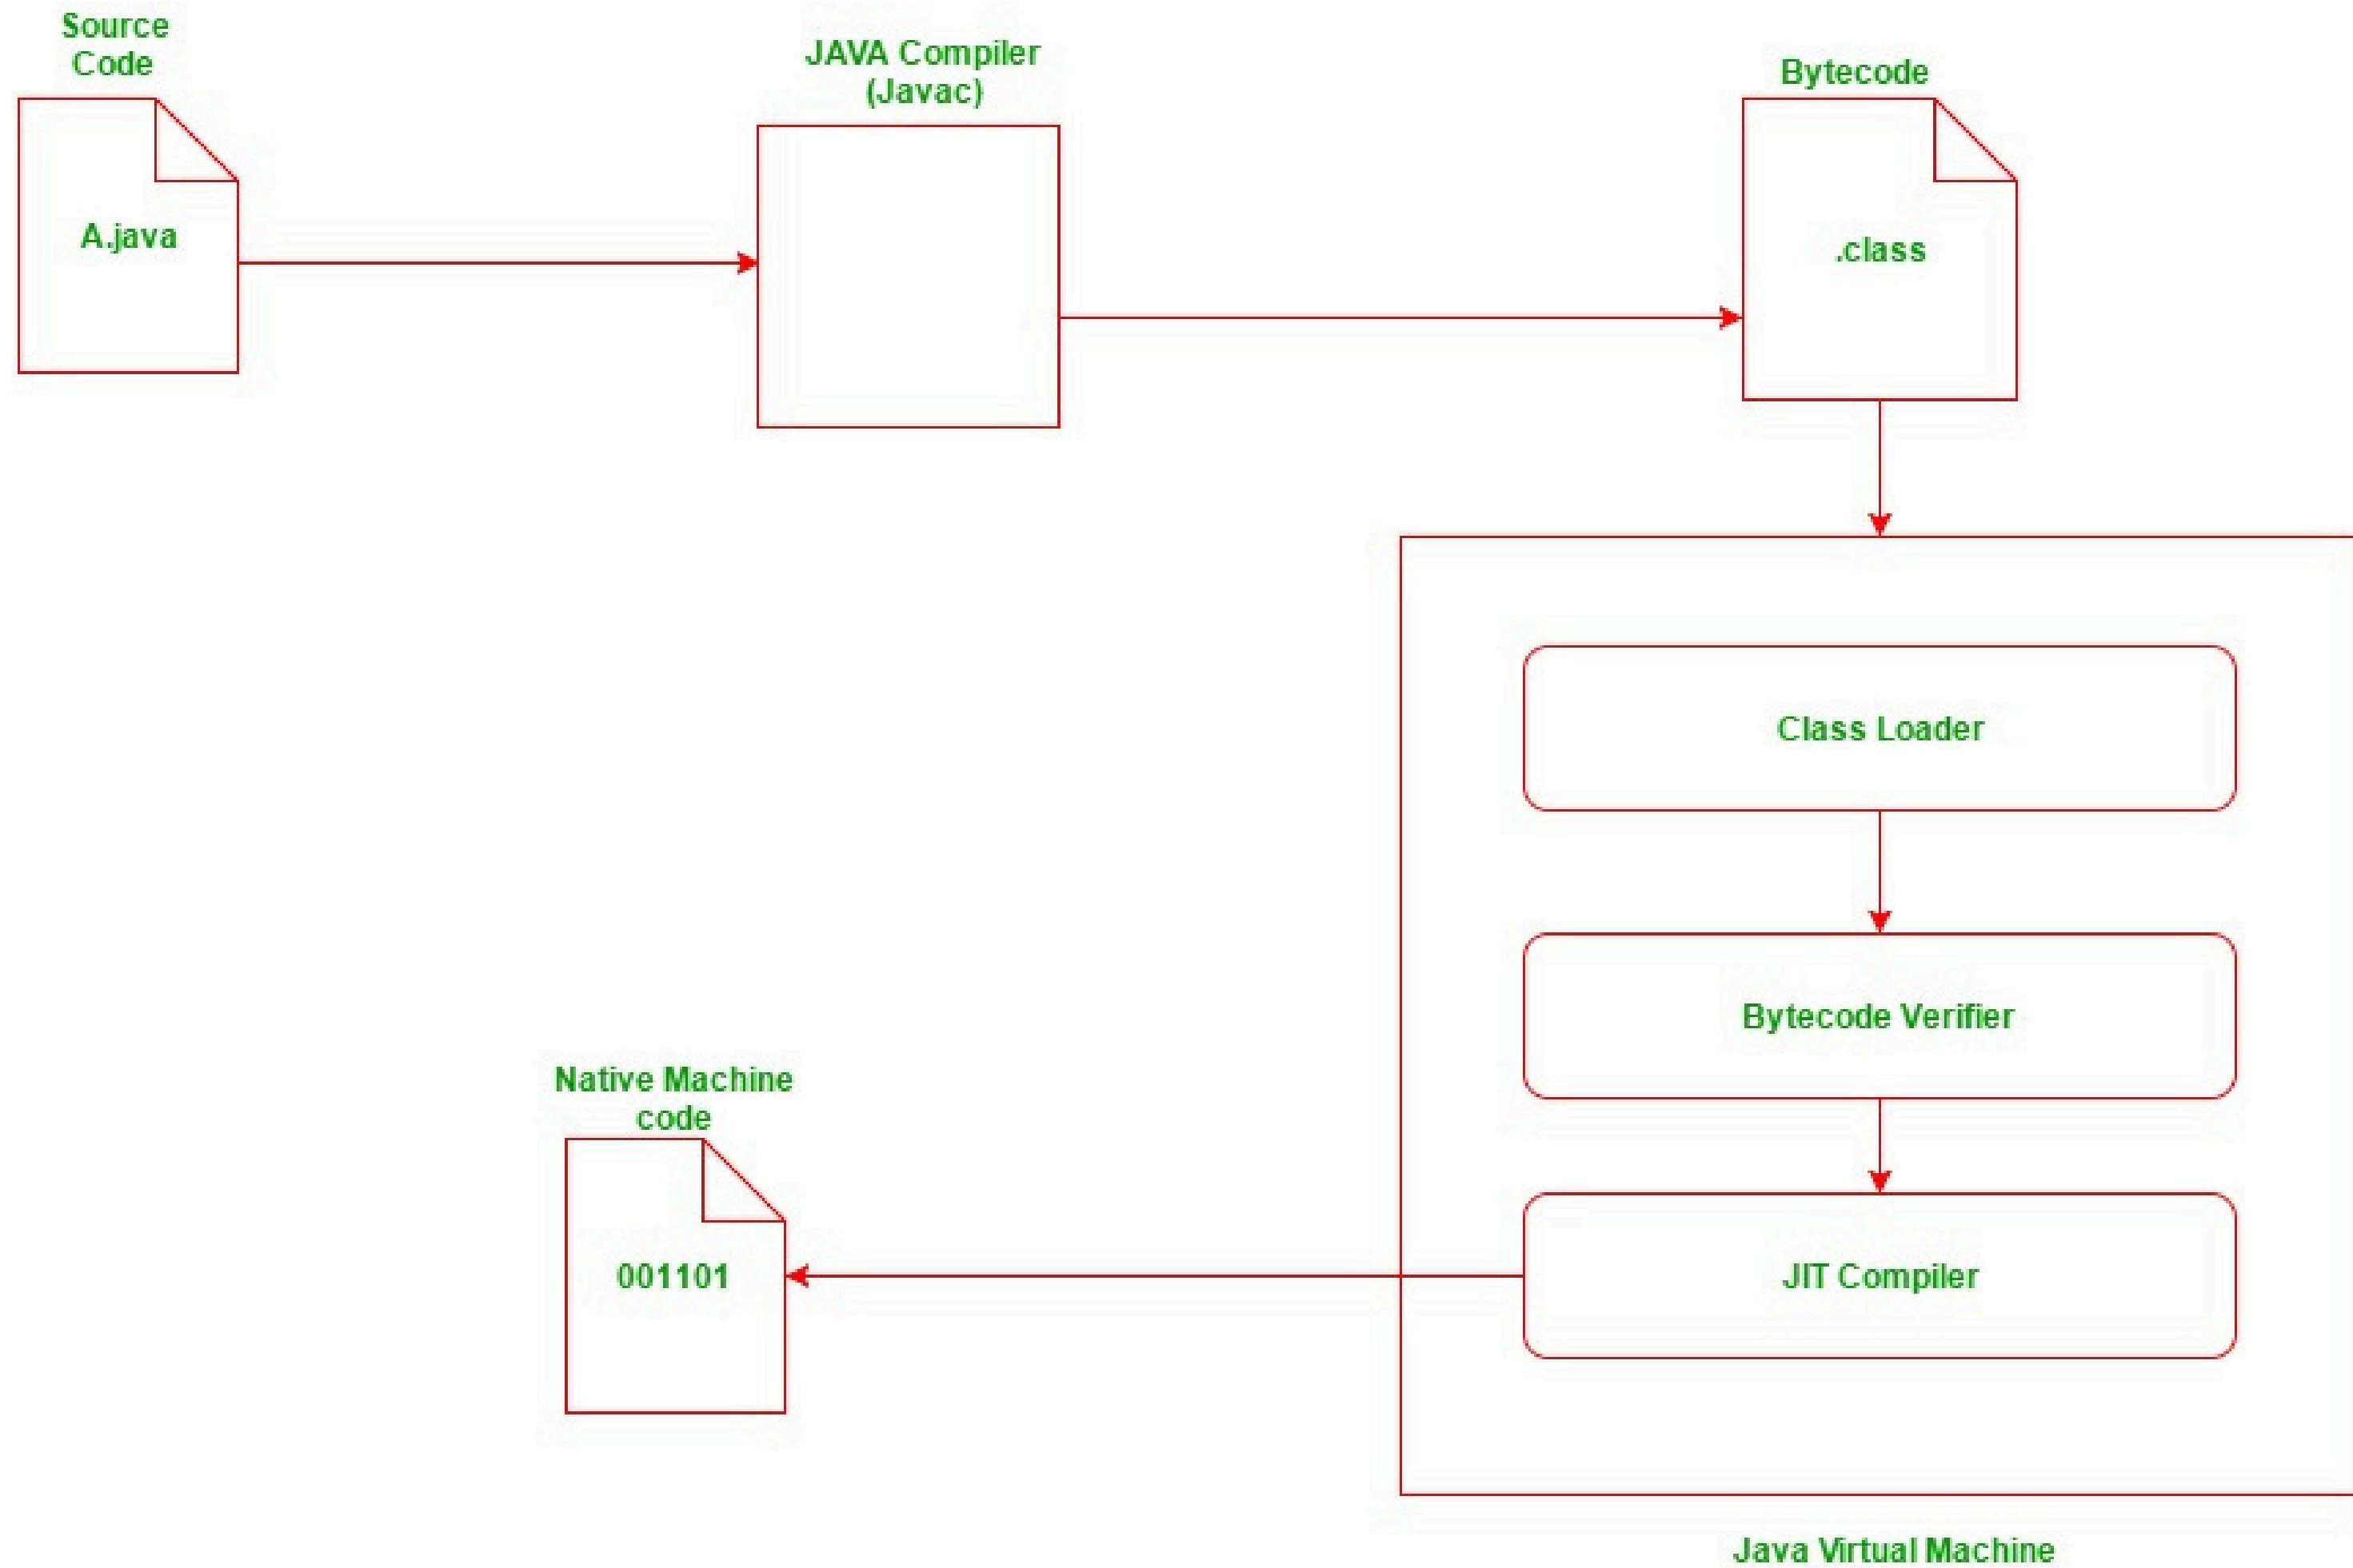 Source
Code
JAVA Compiler
(Javac)
Bytecode
A.java
.class
Class Loader
Bytecode Verifier
JIT Compiler
Native Machine
code
001101
Java Virtual Machine